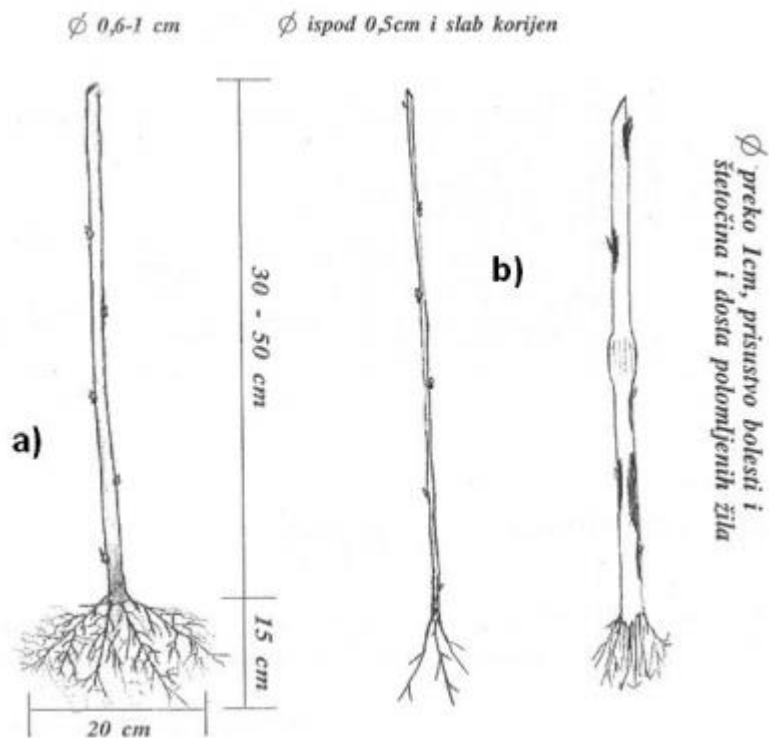 Ø 0,6-1 cm
Ø ispod 0,5cm i slab korijen
30 - 50 cm
a)
b)
Ø preko 1cm, prisustvo bolesti i
štetočina i dosta polomljenih žila
15 cm
20 cm